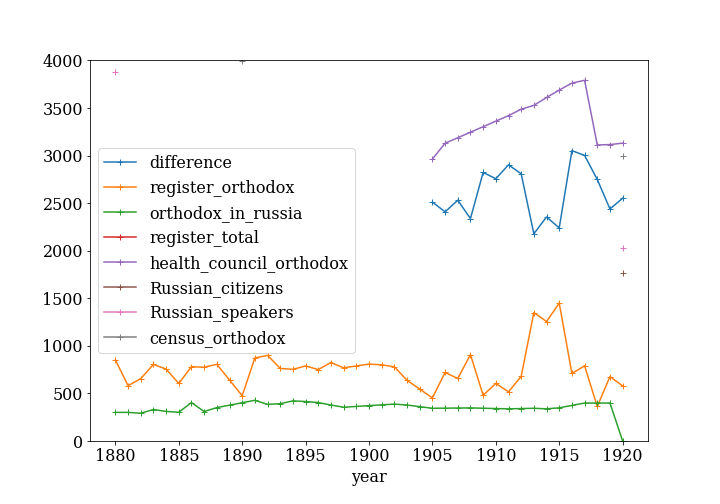 4000
3500
3000
2500
2000
1500
1000
500
0
difference
register_orthodox
orthodox_in_russia
register_total
health_council_orthodox
Russian_citizens
Russian_speakers
census_orthodox
1880 1885 1890 1895 1900 1905 1910 1915 1920
year